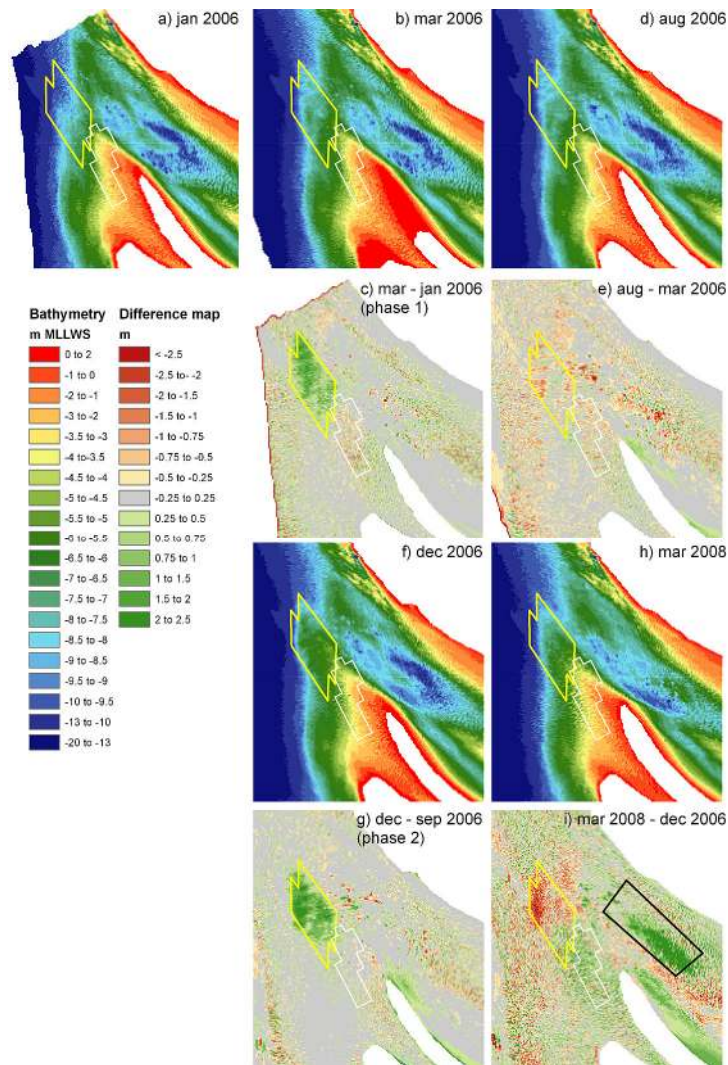 a) jan 2006
b) mar 2006
d) aug 2006
c) mar - jan 2006
(phase 1)
e) aug - mar 2006
Bathymetry
m MLLWS
0 to 2
-1 to 0
-2 to -1
-3 to -2
-3.5 to -3
-4 to -3.5
-4.5 to -4
-5 to -4.5
-5.5 to -5
-6 to -5.5
-6.5 to -6
-7 to -6.5
-7.5 to -7
-8 to -7.5
-8.5 to -8
-9 to -8.5
-9.5 to -9
-10 to -9.5
-13 to -10
-20 to -13
Difference map
m
< -2.5
-2.5 to- -2
-2 to -1.5
-1.5 to -1
-1 to -0.75
-0.75 to -0.5
-0.5 to -0.25
-0.25 to 0.25
0.25 to 0.5
0.5 to 0.75
0.75 to 1
1 to 1.5
1.5 to 2
2 to 2.5
f) dec 2006
h) mar 2008
g) dec - sep 2006
(phase 2)
i) mar 2008 - dec 2006